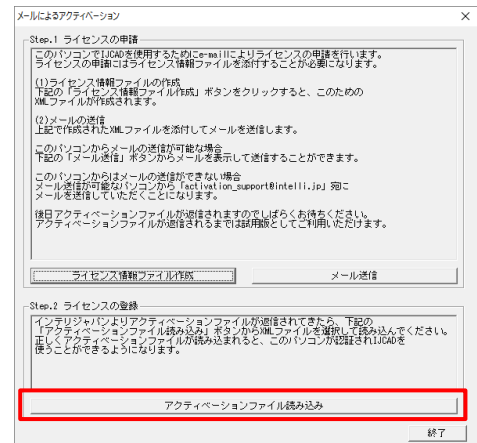 メールによるアクティベーション
Step.1 ライセンスの申請
このパソコンでIJCADを使用するためにe-mailによりライセンスの申請を行います。
ライセンスの申請にはライセンス情報ファイルを添付することが必要になります。
(1)ライセンス情報ファイルの作成
下記の「ライセンス情報ファイル作成」ボタンをクリックすると、このための
XMLファイルが作成されます。
(2)メールの送信
上記で作成されたXMLファイルを添付してメールを送信します。
このパソコンからメールの送信が可能な場合
下記の「メール送信」ボタンからメールを表示して送信することができます。
このパソコンからはメールの送信ができない場合
メール送信が可能なパソコンから「activation_support@intelli.jp」宛に
メールを送信していただくことになります。
後日アクティベーションファイルが返信されますのでしばらくお待ちください。
アクティベーションファイルが返信されるまでは試用版としてご利用いただけます。
ライセンス情報ファイル作成
メール送信
Step.2 ライセンスの登録
インテリジャパンよりアクティベーションファイルが返信されてきたら、下記の
「アクティベーションファイル読み込み」ボタンからXMLファイルを選択して読み込んでください。
正しくアクティベーションファイルが読み込まれると、このパソコンが認証されIJCADを
使うことができるようになります。
アクティベーションファイル読み込み
終了